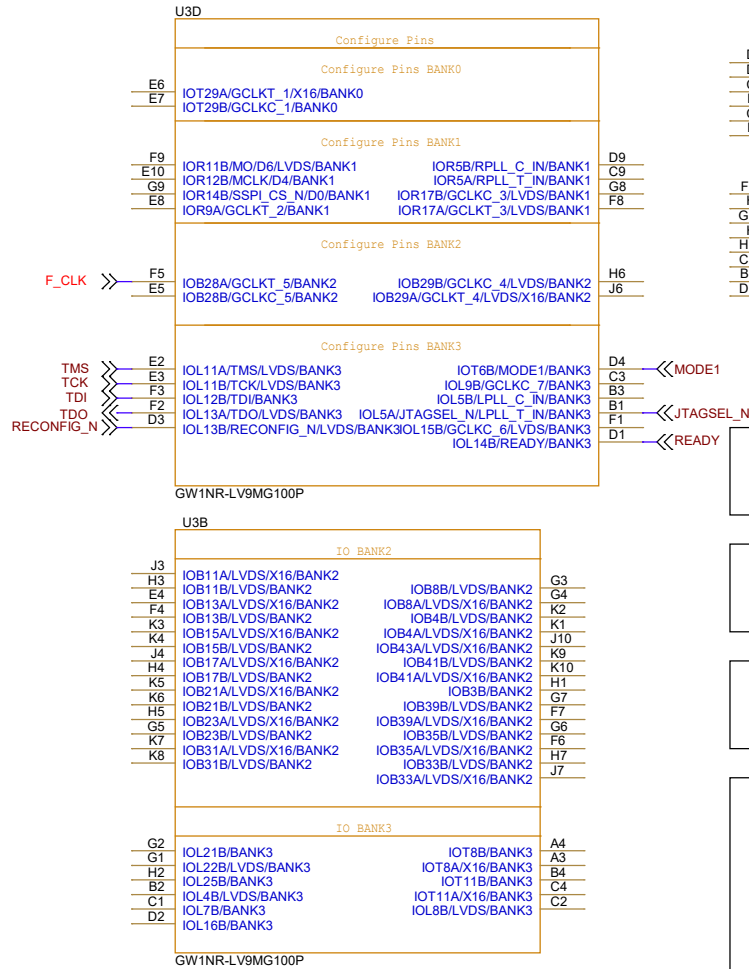 U3D
Configure Pins
Configure Pins BANK0
E6 IOT29A/GCLKT_1/X16/BANK0
E7 IOT29B/GCLKC_1/BANK0
Configure Pins BANK1
F9 IOR11B/MO/D6/LVDS/BANK1 IOR5B/RPLL_C_IN/BANK1 D9
E10 IOR12B/MCLK/D4/BANK1 IOR5A/RPLL_T_IN/BANK1 C9
G9 IOR14B/SSPI_CS_N/D0/BANK1 IOR17B/GCLKC_3/LVDS/BANK1 G8
E8 IOR9A/GCLKT_2/BANK1 IOR17A/GCLKT_3/LVDS/BANK1 F8
Configure Pins BANK2
F_CLK F5 IOB28A/GCLKT_5/BANK2 IOB29B/GCLKC_4/LVDS/BANK2 H6
E5 IOB28B/GCLKC_5/BANK2 IOB29A/GCLKT_4/LVDS/X16/BANK2 J6
Configure Pins BANK3
TMS E2 IOL11A/TMS/LVDS/BANK3 IOT6B/MODE1/BANK3 D4 MODE1
TCK E3 IOL11B/TCK/LVDS/BANK3 IOL9B/GCLKC_7/BANK3 C3
TDI F3 IOL12B/TDI/BANK3 IOL5B/LPLL_C_IN/BANK3 B3
TDO F2 IOL13A/TDO/LVDS/BANK3 IOL5A/JTAGSEL_N/LPLL_T_IN/BANK3 B1 JTAGSEL_N
RECONFIG_N D3 IOL13B/RECONFIG_N/LVDS/BANK3 IOL15B/GCLKC_6/LVDS/BANK3 F1
IOL14B/READY/BANK3 D1 READY
GW1NR-LV9MG100P
U3B
IO BANK2
J3 IOB11A/LVDS/X16/BANK2
H3 IOB11B/LVDS/BANK2 IOB8B/LVDS/BANK2 G3
E4 IOB13A/LVDS/X16/BANK2 IOB8A/LVDS/X16/BANK2 G4
F4 IOB13B/LVDS/BANK2 IOB4B/LVDS/BANK2 K2
K3 IOB15A/LVDS/X16/BANK2 IOB4A/LVDS/X16/BANK2 K1
K4 IOB15B/LVDS/BANK2 IOB43A/LVDS/X16/BANK2 J10
J4 IOB17A/LVDS/X16/BANK2 IOB41B/LVDS/BANK2 K9
H4 IOB17B/LVDS/BANK2 IOB41A/LVDS/X16/BANK2 K10
K5 IOB21A/LVDS/X16/BANK2 IOB3B/BANK2 H1
K6 IOB21B/LVDS/BANK2 IOB39B/LVDS/BANK2 G7
H5 IOB23A/LVDS/X16/BANK2 IOB39A/LVDS/X16/BANK2 F7
G5 IOB23B/LVDS/BANK2 IOB35B/LVDS/BANK2 G6
K7 IOB31A/LVDS/X16/BANK2 IOB35A/LVDS/X16/BANK2 F6
K8 IOB31B/LVDS/BANK2 IOB33B/LVDS/BANK2 H7
IOB33A/LVDS/X16/BANK2 J7
IO BANK3
G2 IOL21B/BANK3 IOT8B/BANK3 A4
G1 IOL22B/LVDS/BANK3 IOT8A/X16/BANK3 A3
H2 IOL25B/BANK3 IOT11B/BANK3 B4
B2 IOL4B/LVDS/BANK3 IOT11A/X16/BANK3 C4
C1 IOL7B/BANK3 IOL8B/LVDS/BANK3 C2
D2 IOL16B/BANK3
GW1NR-LV9MG100P